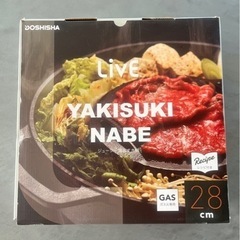 DOSHISHA
LivE
YAKISUKI
NABE
Recipe
GAS
28
cm